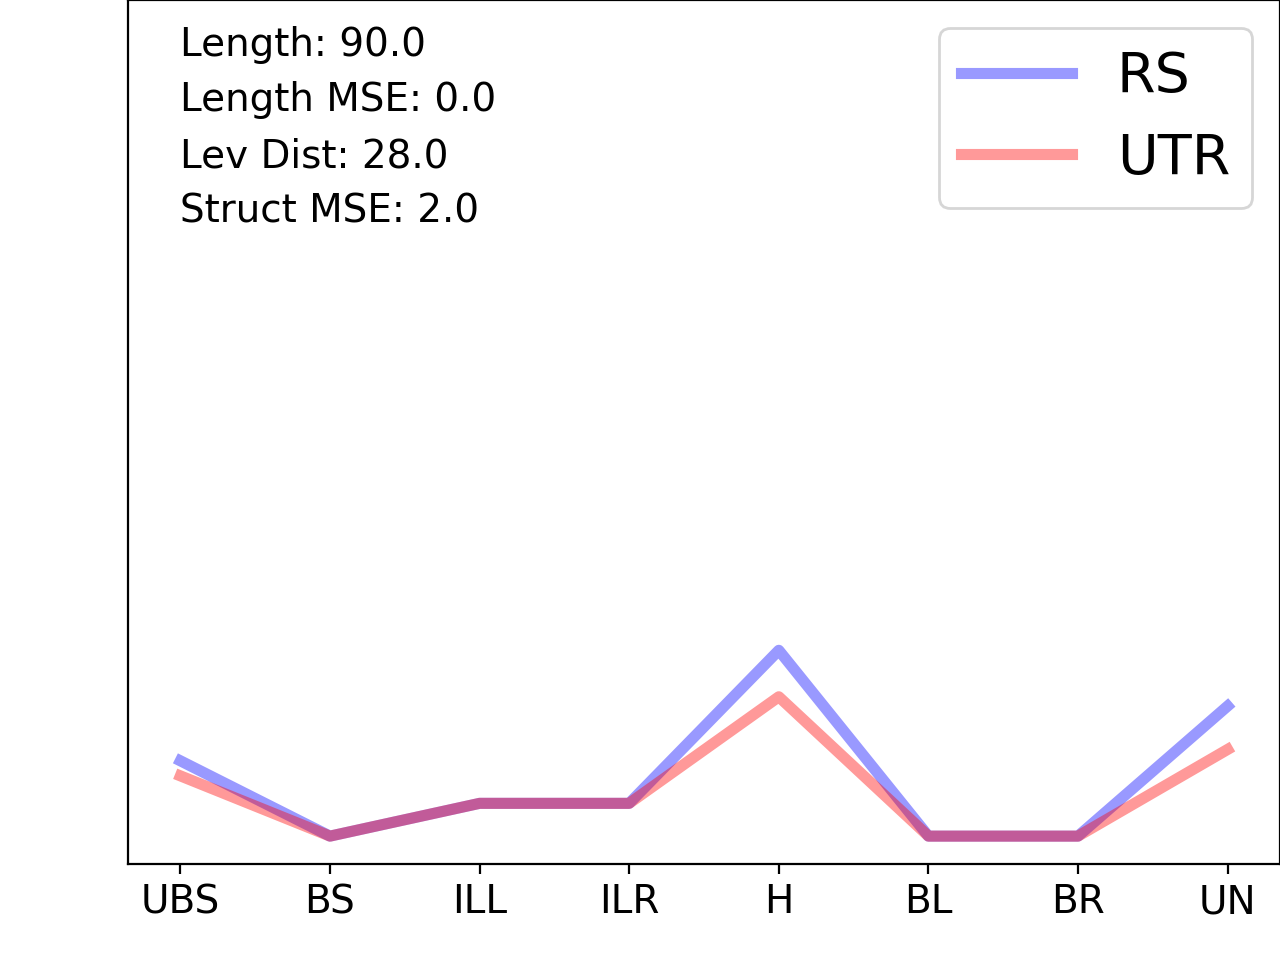 Length: 90.0
Length MSE: 0.0
Lev Dist: 28.0
Struct MSE: 2.0
RS
UTR
UBS BS ILL ILR H BL BR UN